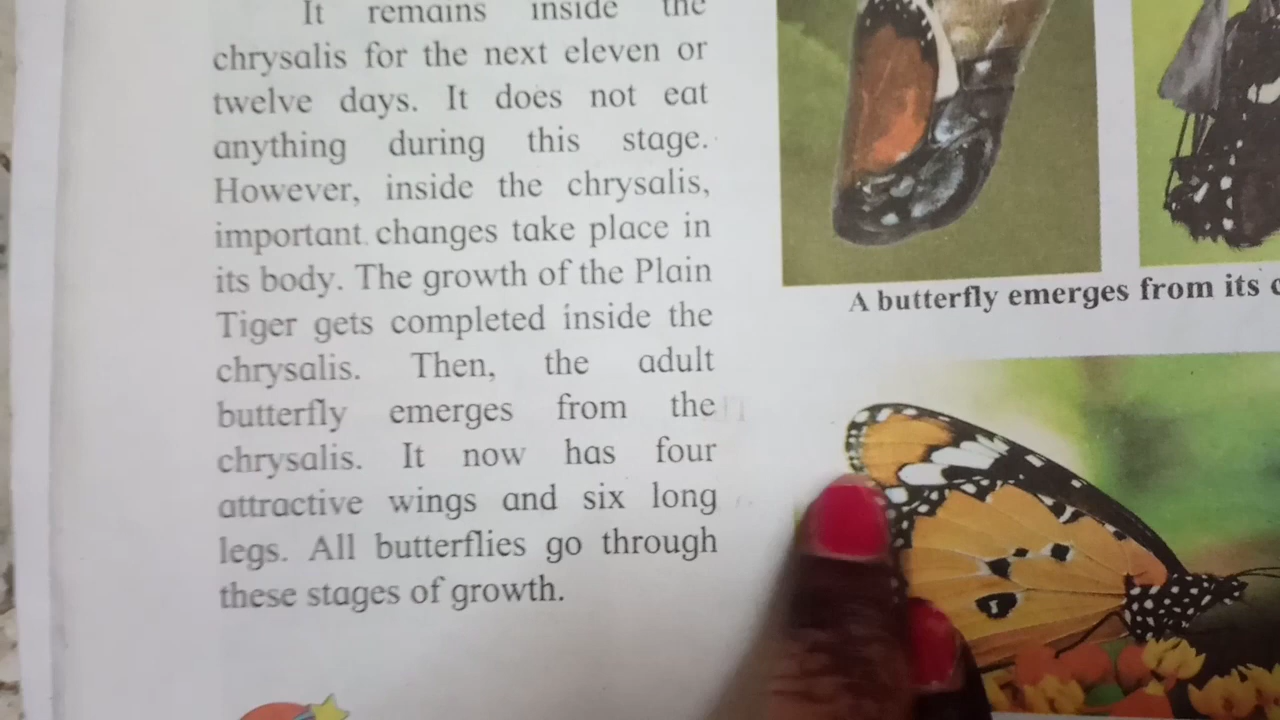 It remains inside the
chrysalis for the next eleven or
twelve days. It does not eat
anything during this stage.
However, inside the chrysalis,
important changes take place in
its body. The growth of the Plain
Tiger gets completed inside the
chrysalis. Then, the adult
butterfly emerges from the
chrysalis. It now has four
attractive wings and six long
legs. All butterflies go through
these stages of growth.
A butterfly emerges from its